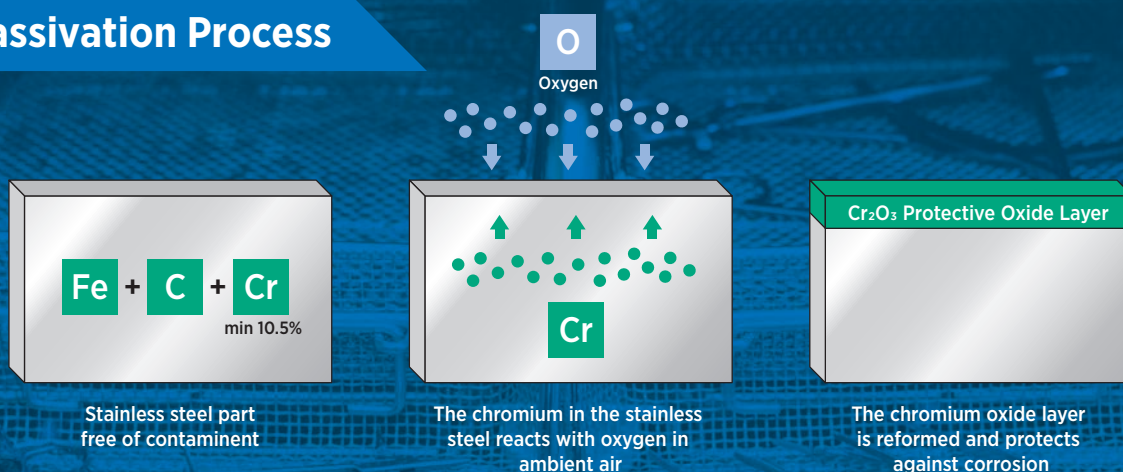 assivation Process
O
Oxygen
Fe + C + Cr
min 10.5%
Cr
Cr₂O₃ Protective Oxide Layer
Stainless steel part
free of contaminent
The chromium in the stainless
steel reacts with oxygen in
ambient air
The chromium oxide layer
is reformed and protects
against corrosion